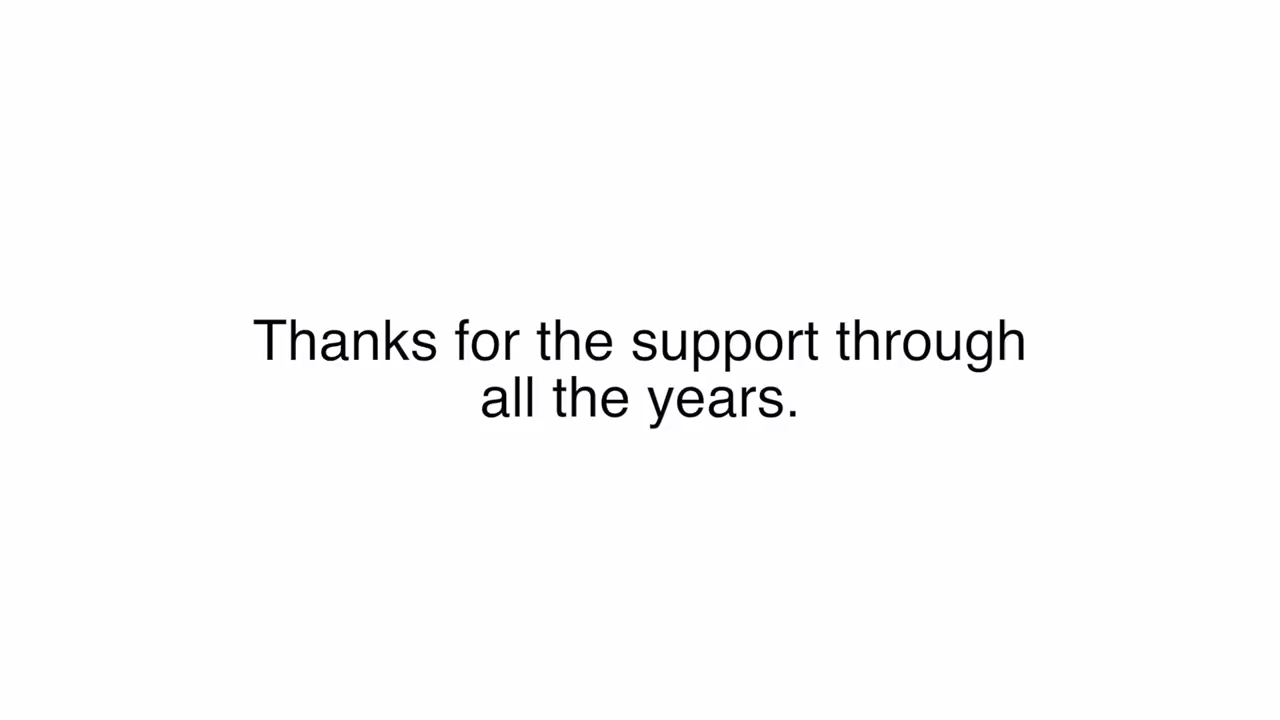 Thanks for the support through
all the years.